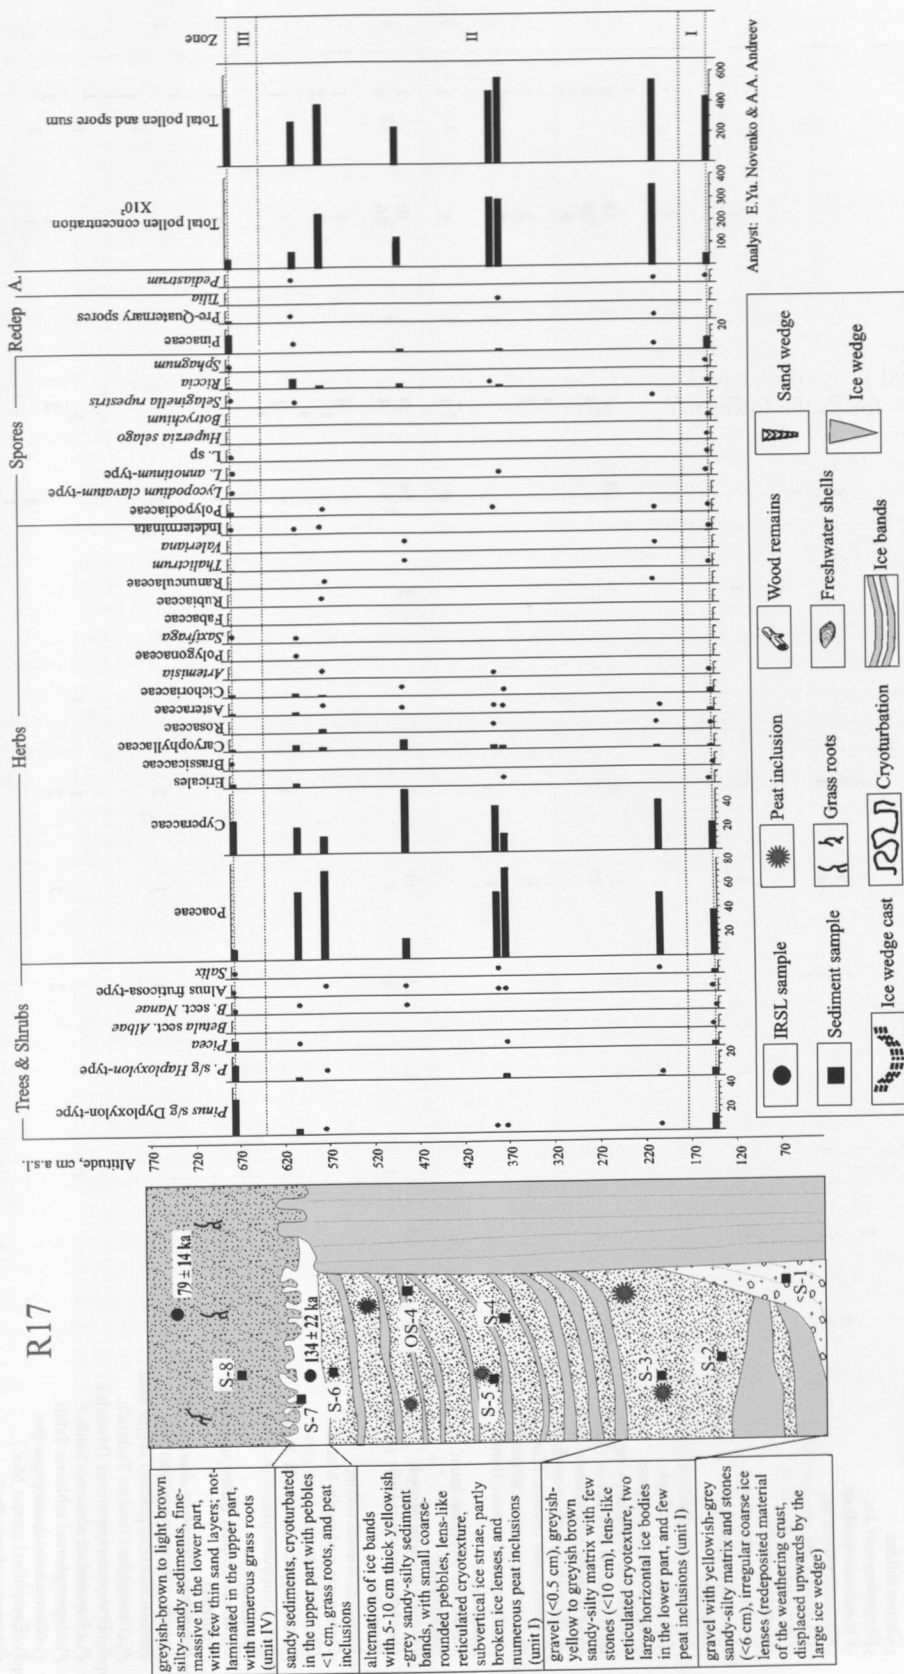 R17
greyish-brown to light brown
silty-sandy sediments, fine-
massive in the lower part,
with few thin sand layers; not-
laminated in the upper part,
with numerous grass roots
(unit IV)
sandy sediments, cryoturbated
in the upper part with pebbles
<1 cm, grass roots, and peat
inclusions
alternation of ice bands
with 5-10 cm thick yellowish
-grey sandy-silty sediment
bands, with small coarse-
rounded pebbles, lens-like
reticulated cryotexture,
subvertical ice striae, partly
broken ice lenses, and
numerous peat inclusions
(unit I)
gravel (<0.5 cm), greyish-
yellow to greyish brown
sandy-silty matrix with few
stones (<10 cm), lens-like
reticulated cryotexture, two
large horizontal ice bodies
in the lower part, and few
peat inclusions (unit I)
gravel with yellowish-grey
sandy-silty matrix and stones
(<6 cm), irregular coarse ice
lenses (redeposited material
of the weathering crust,
displaced upwards by the
large ice wedge)
79 ± 14 ka
S-8
S-7
134 ± 22 ka
S-6
OS-4
S-5
S-4
S-3
S-2
S-1
Altitude, cm a.s.l.
770
720
670
620
570
520
470
420
370
320
270
220
170
120
70
Trees & Shrubs
Herbs
Spores
Redep
A.
Pinus s/g Dyploxyloxylon-type
P. s/g Haploxylon-type
Picea
Betula sect. Albae
B. sect. Nanae
Alnus fruticosa-type
Salix
Poaceae
Cyperaceae
Ericales
Brassicaceae
Caryophyllaceae
Rosaceae
Asteraceae
Cichoriaceae
Artemisia
Polygonaceae
Saxifraga
Fabaceae
Rubiaceae
Ranunculaceae
Thalictrum
Valeriana
Indeterminata
Polypodiaceae
Lycopodium clavatum-type
L. annotinum-type
L. sp
Huperzia selago
Botrychium
Selaginella rupestris
Riccia
Sphagnum
Pinaceae
Pre-Quaternary spores
Tilia
Pediastrum
Total pollen concentration
X10²
Total pollen and spore sum
Zone
III
II
I
20 40
20
20 40 60 80
20 40
20
100 200 300 400
200 400 600
Analyst: E.Yu. Novenko & A.A. Andreev
IRSL sample
Peat inclusion
Wood remains
Sand wedge
Sediment sample
Grass roots
Freshwater shells
Ice wedge
Ice wedge cast
Cryoturbation
Ice bands